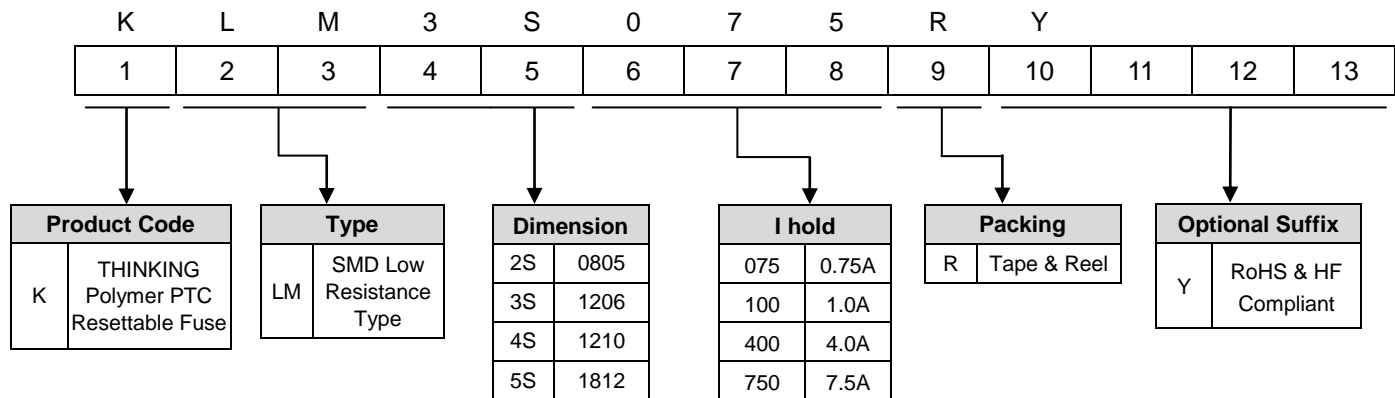 K L M 3 S 0 7 5 R Y
1 2 3 4 5 6 7 8 9 10 11 12 13
Product Code
K THINKING
Polymer PTC
Resettable Fuse
Type
LM SMD Low
Resistance
Type
Dimension
2S 0805
3S 1206
4S 1210
5S 1812
I hold
075 0.75A
100 1.0A
400 4.0A
750 7.5A
Packing
R Tape & Reel
Optional Suffix
Y RoHS & HF
Compliant